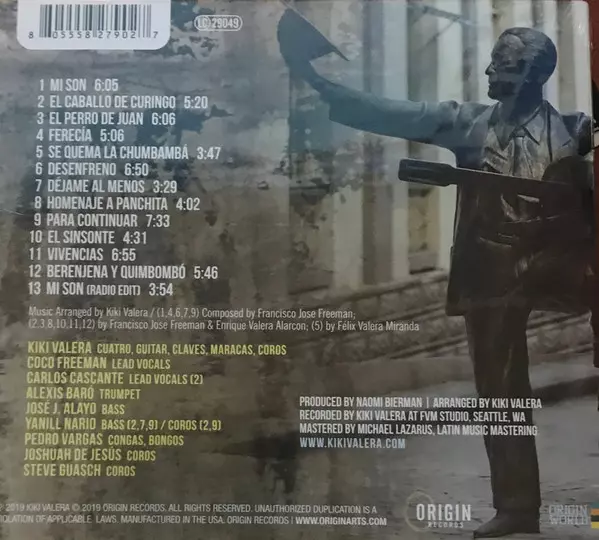 8 05558 27902 7
LC 29049
1 MI SON 6:05
2 EL CABALLO DE CURINGO 5:20
3 EL PERRO DE JUAN 6:06
4 FERECÍA 5:06
5 SE QUEMA LA CHUMBAMBÁ 3:47
6 DESENFRENO 6:50
7 DÉJAME AL MENOS 3:29
8 HOMENAJE A PANCHITA 4:02
9 PARA CONTINUAR 7:33
10 EL SINSONTE 4:31
11 VIVENCIAS 6:55
12 BERENJENA Y QUIMBOMBÓ 5:46
13 MI SON (RADIO EDIT) 3:54
Music Arranged by Kiki Valera / (1,4,6,7,9) Composed by Francisco Jose Freeman;
(2,3,8,10,11,12) by Francisco Jose Freeman & Enrique Valera Alarcon; (5) by Félix Valera Miranda
KIKI VALERA CUATRO, GUITAR, CLAVES, MARACAS, COROS
COCO FREEMAN LEAD VOCALS
CARLOS CASCANTE LEAD VOCALS (2)
ALEXIS BARÓ TRUMPET
JOSÉ J. ALAYO BASS
YANILL NARIO BASS (2,7,9) / COROS (2,9)
PEDRO VARGAS CONGAS, BONGOS
JOSHUAH DE JESÚS COROS
STEVE GUASCH COROS
PRODUCED BY NAOMI BIERMAN | ARRANGED BY KIKI VALERA
RECORDED BY KIKI VALERA AT FVM STUDIO, SEATTLE, WA
MASTERED BY MICHAEL LAZARUS, LATIN MUSIC MASTERING
WWW.KIKIVALERA.COM
2019 KIKI VALERA © 2019 ORIGIN RECORDS. ALL RIGHTS RESERVED. UNAUTHORIZED DUPLICATION IS A
OLATION OF APPLICABLE. LAWS. MANUFACTURED IN THE USA. ORIGIN RECORDS | WWW.ORIGINARTS.COM
ORIGIN
RECORDS
ORIGIN
WORLD